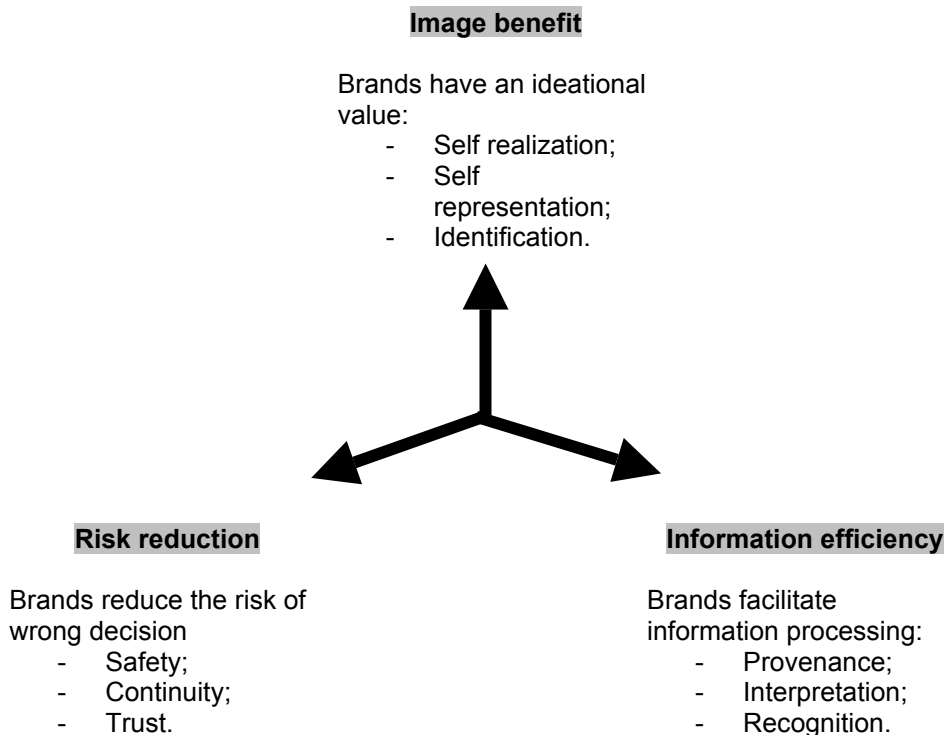 Image benefit
Brands have an ideational
value:
- Self realization;
- Self
representation;
- Identification.
Risk reduction
Brands reduce the risk of
wrong decision
- Safety;
- Continuity;
- Trust.
Information efficiency
Brands facilitate
information processing:
- Provenance;
- Interpretation;
- Recognition.